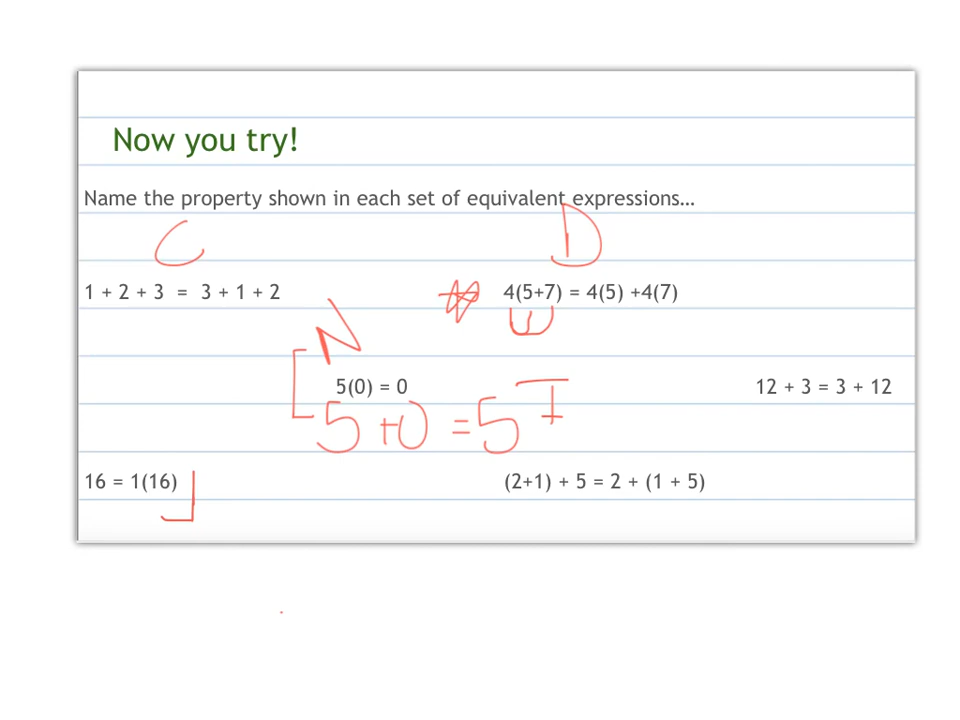 Now you try!
Name the property shown in each set of equivalent expressions...
C D
1 + 2 + 3 = 3 + 1 + 2 4(5+7) = 4(5) +4(7)
N
5(0) = 0 12 + 3 = 3 + 12
5 + 0 = 5 I
16 = 1(16) (2+1) + 5 = 2 + (1 + 5)